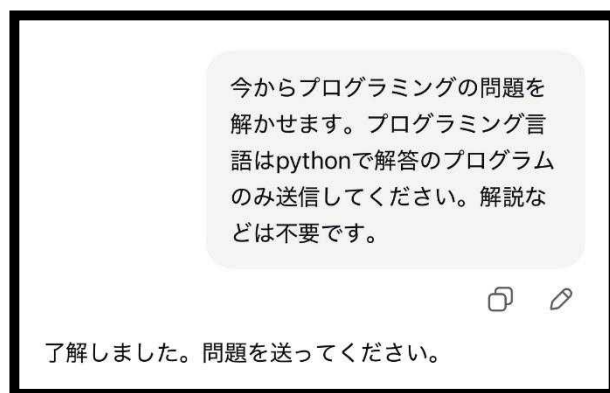 今からプログラミングの問題を
解かせます。プログラミング言
語はpythonで解答のプログラム
のみ送信してください。解説な
どは不要です。
了解しました。問題を送ってください。